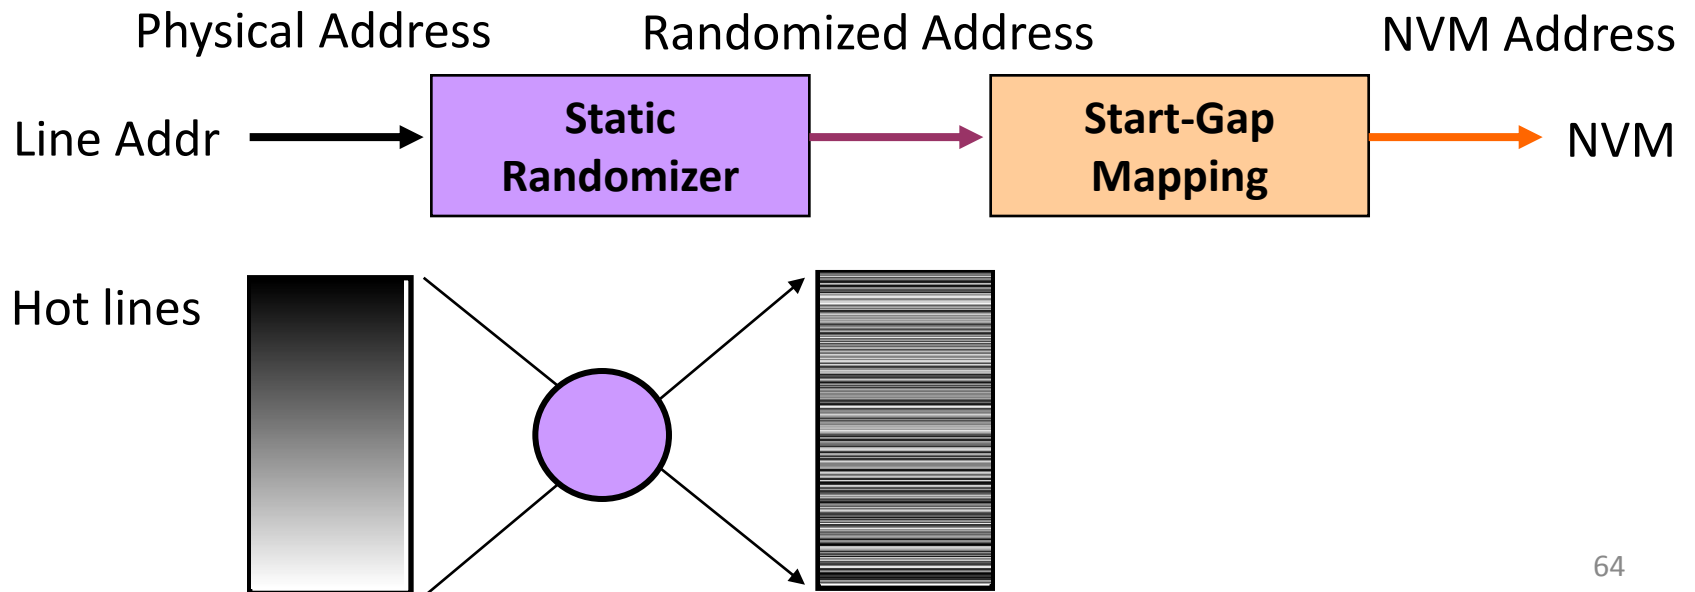 Physical Address
Randomized Address
NVM Address
Line Addr
Static
Randomizer
Start-Gap
Mapping
NVM
Hot lines
64